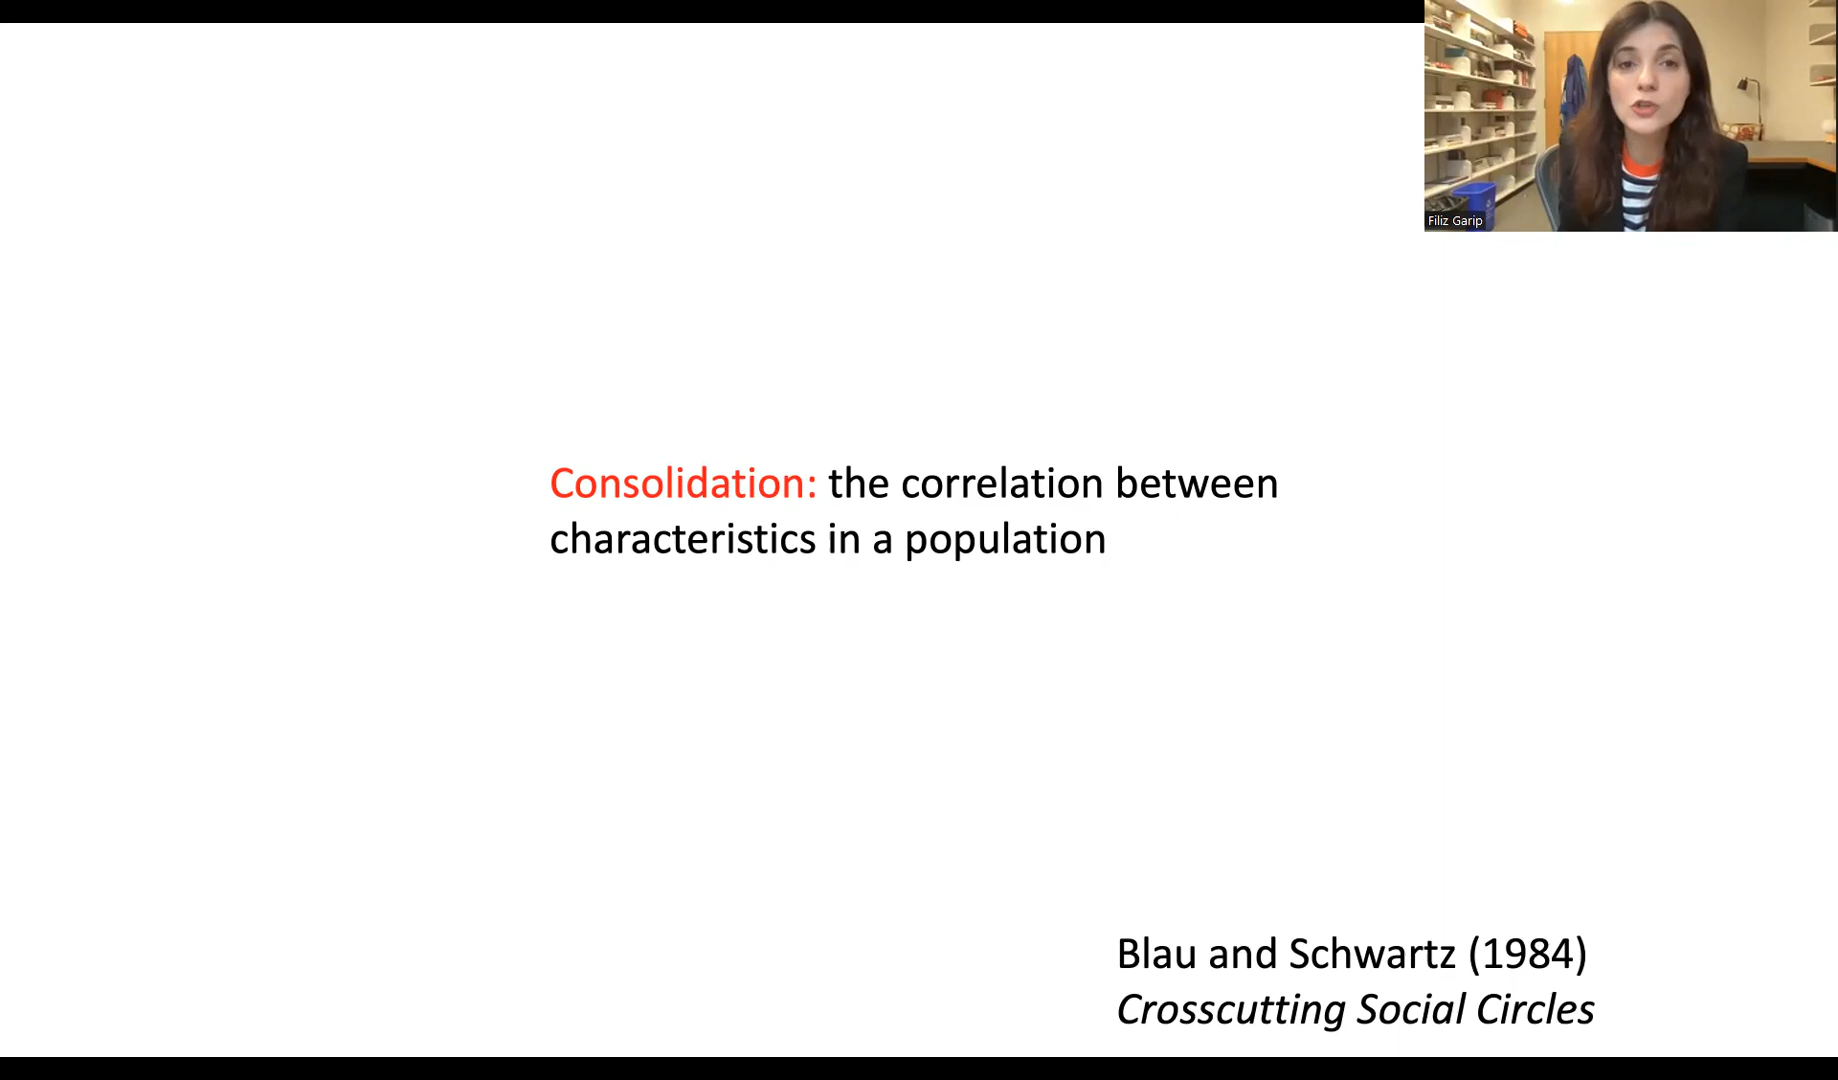 Filiz Garip
Consolidation: the correlation between
characteristics in a population
Blau and Schwartz (1984)
Crosscutting Social Circles